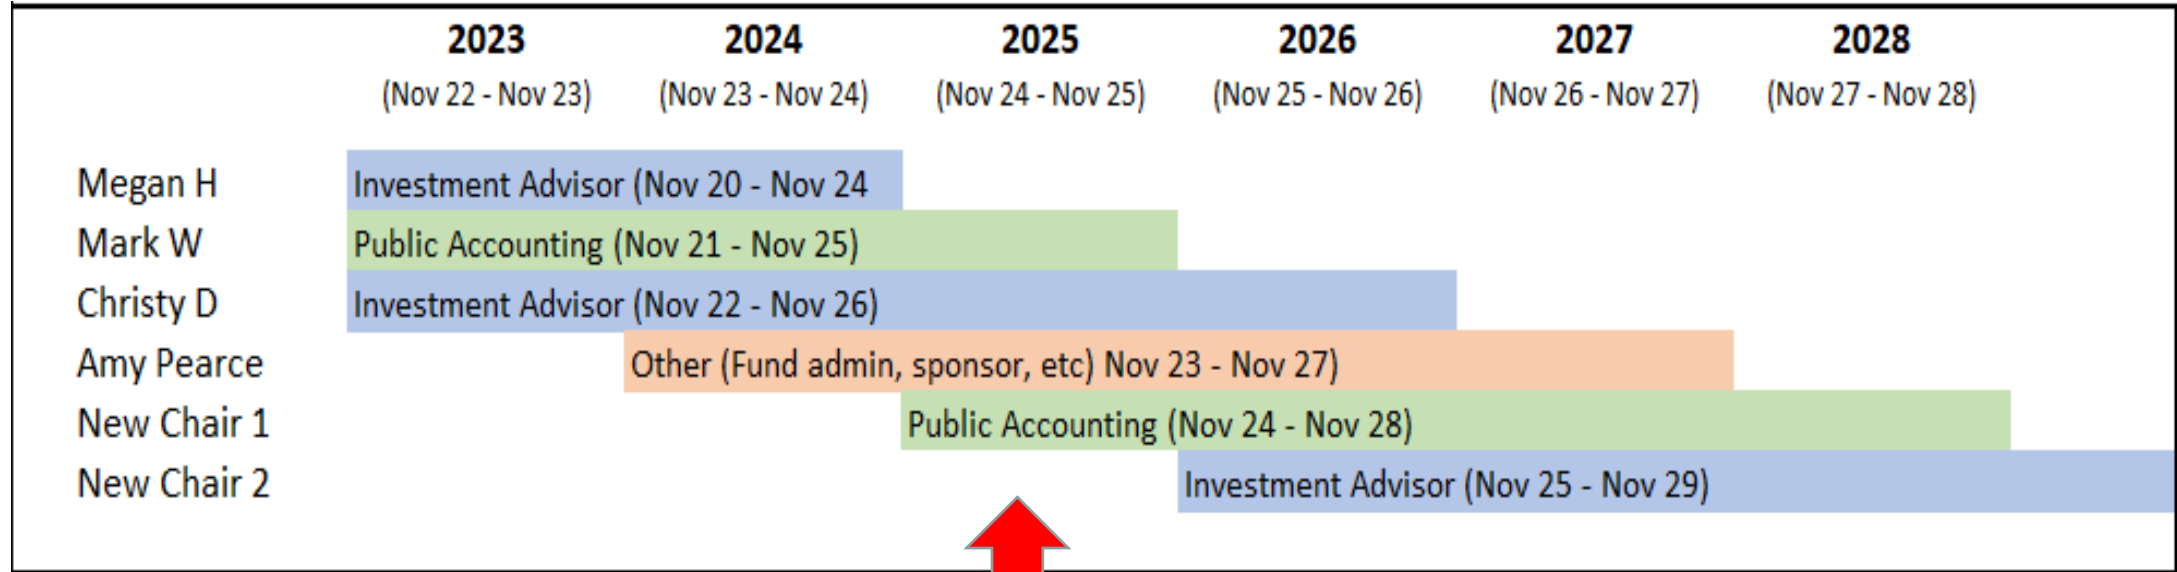 2023 2024 2025 2026 2027 2028
(Nov 22 - Nov 23) (Nov 23 - Nov 24) (Nov 24 - Nov 25) (Nov 25 - Nov 26) (Nov 26 - Nov 27) (Nov 27 - Nov 28)
Megan H Investment Advisor (Nov 20 - Nov 24
Mark W Public Accounting (Nov 21 - Nov 25)
Christy D Investment Advisor (Nov 22 - Nov 26)
Amy Pearce Other (Fund admin, sponsor, etc) Nov 23 - Nov 27)
New Chair 1 Public Accounting (Nov 24 - Nov 28)
New Chair 2 Investment Advisor (Nov 25 - Nov 29)